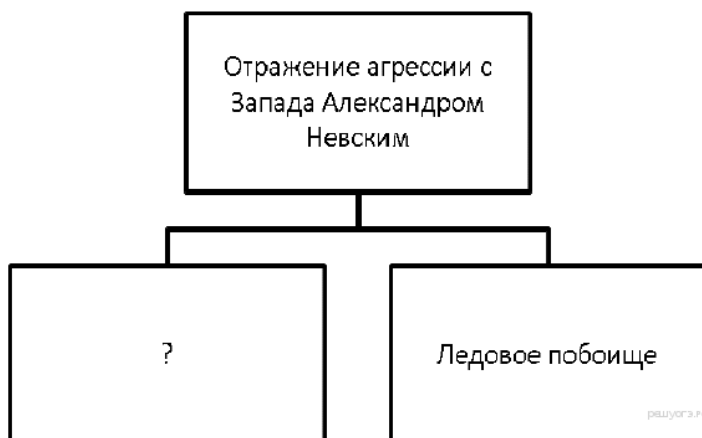 Отражение агрессии с
Запада Александром
Невским
?
Ледовое побоище